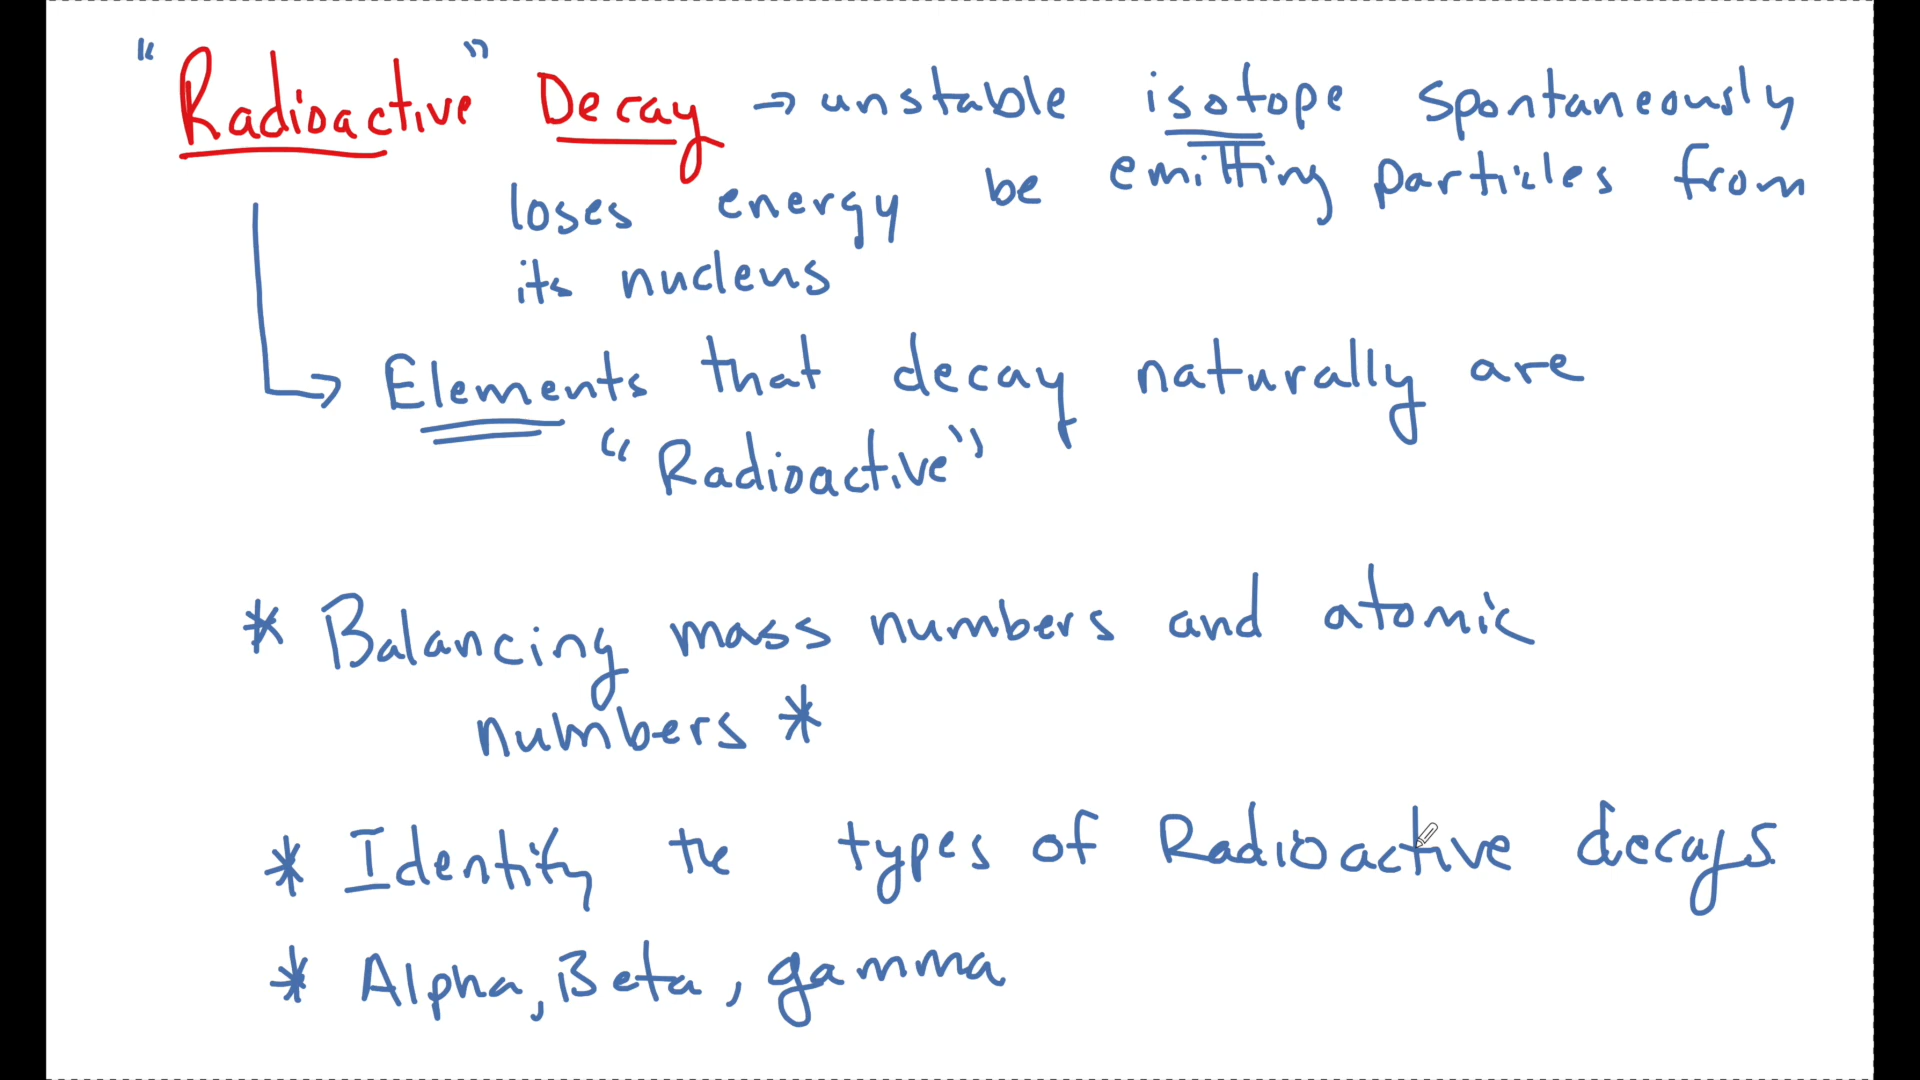 "Radioactive" Decay → unstable isotope spontaneously
loses energy be emitting particles from
its nucleus
→ Elements that decay naturally are
"Radioactive"
* Balancing mass numbers and atomic
numbers *
* Identify the types of Radioactive decays
* Alpha, Beta, gamma